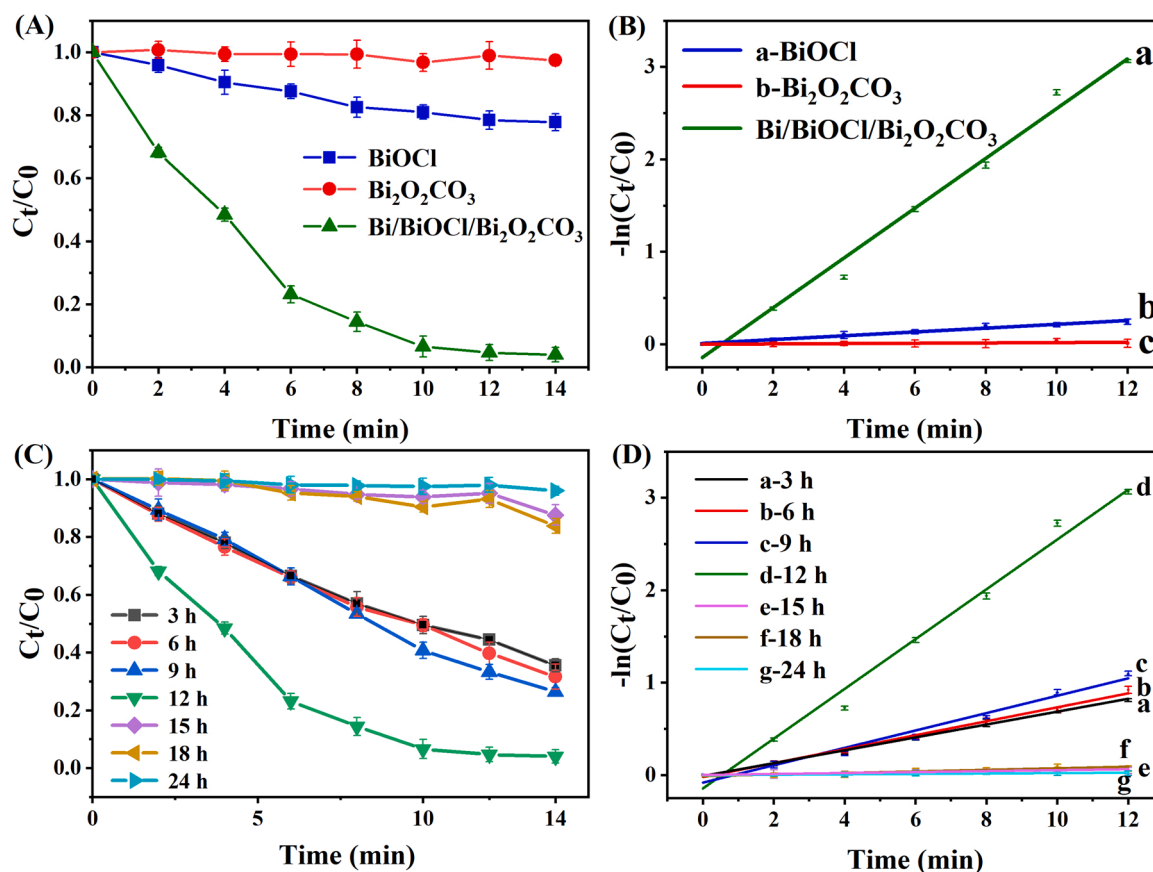 (A)
1.0
0.8
0.6
0.4
0.2
0.0
Ct/C0
BiOCl
Bi2O2CO3
Bi/BiOCl/Bi2O2CO3
0 2 4 6 8 10 12 14
Time (min)
(B)
3
2
1
0
-ln(Ct/C0)
a-BiOCl
b-Bi2O2CO3
Bi/BiOCl/Bi2O2CO3
a
b
c
0 2 4 6 8 10 12
Time (min)
(C)
1.0
0.8
0.6
0.4
0.2
0.0
Ct/C0
3 h
6 h
9 h
12 h
15 h
18 h
24 h
0 5 10 14
Time (min)
(D)
3
2
1
0
-ln(Ct/C0)
a-3 h
b-6 h
c-9 h
d-12 h
e-15 h
f-18 h
g-24 h
d
c
b
a
f
e
g
0 2 4 6 8 10 12
Time (min)